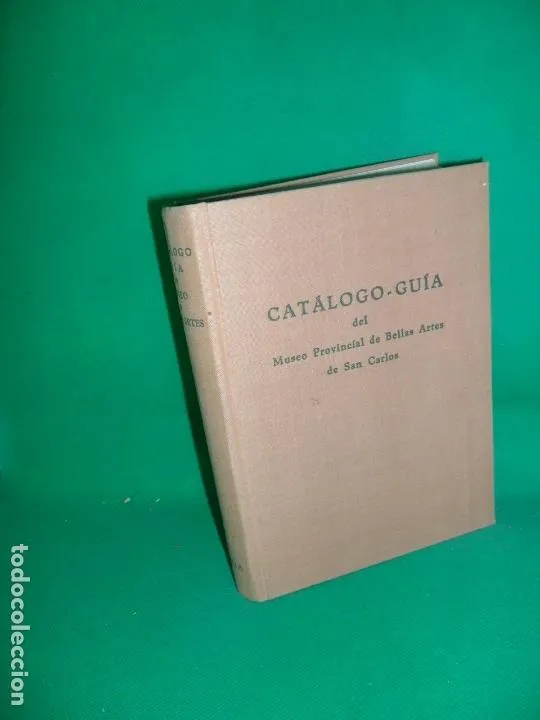 CATÁLOGO-GUÍA
del
Museo Provincial de Bellas Artes
de San Carlos
todocoleccion